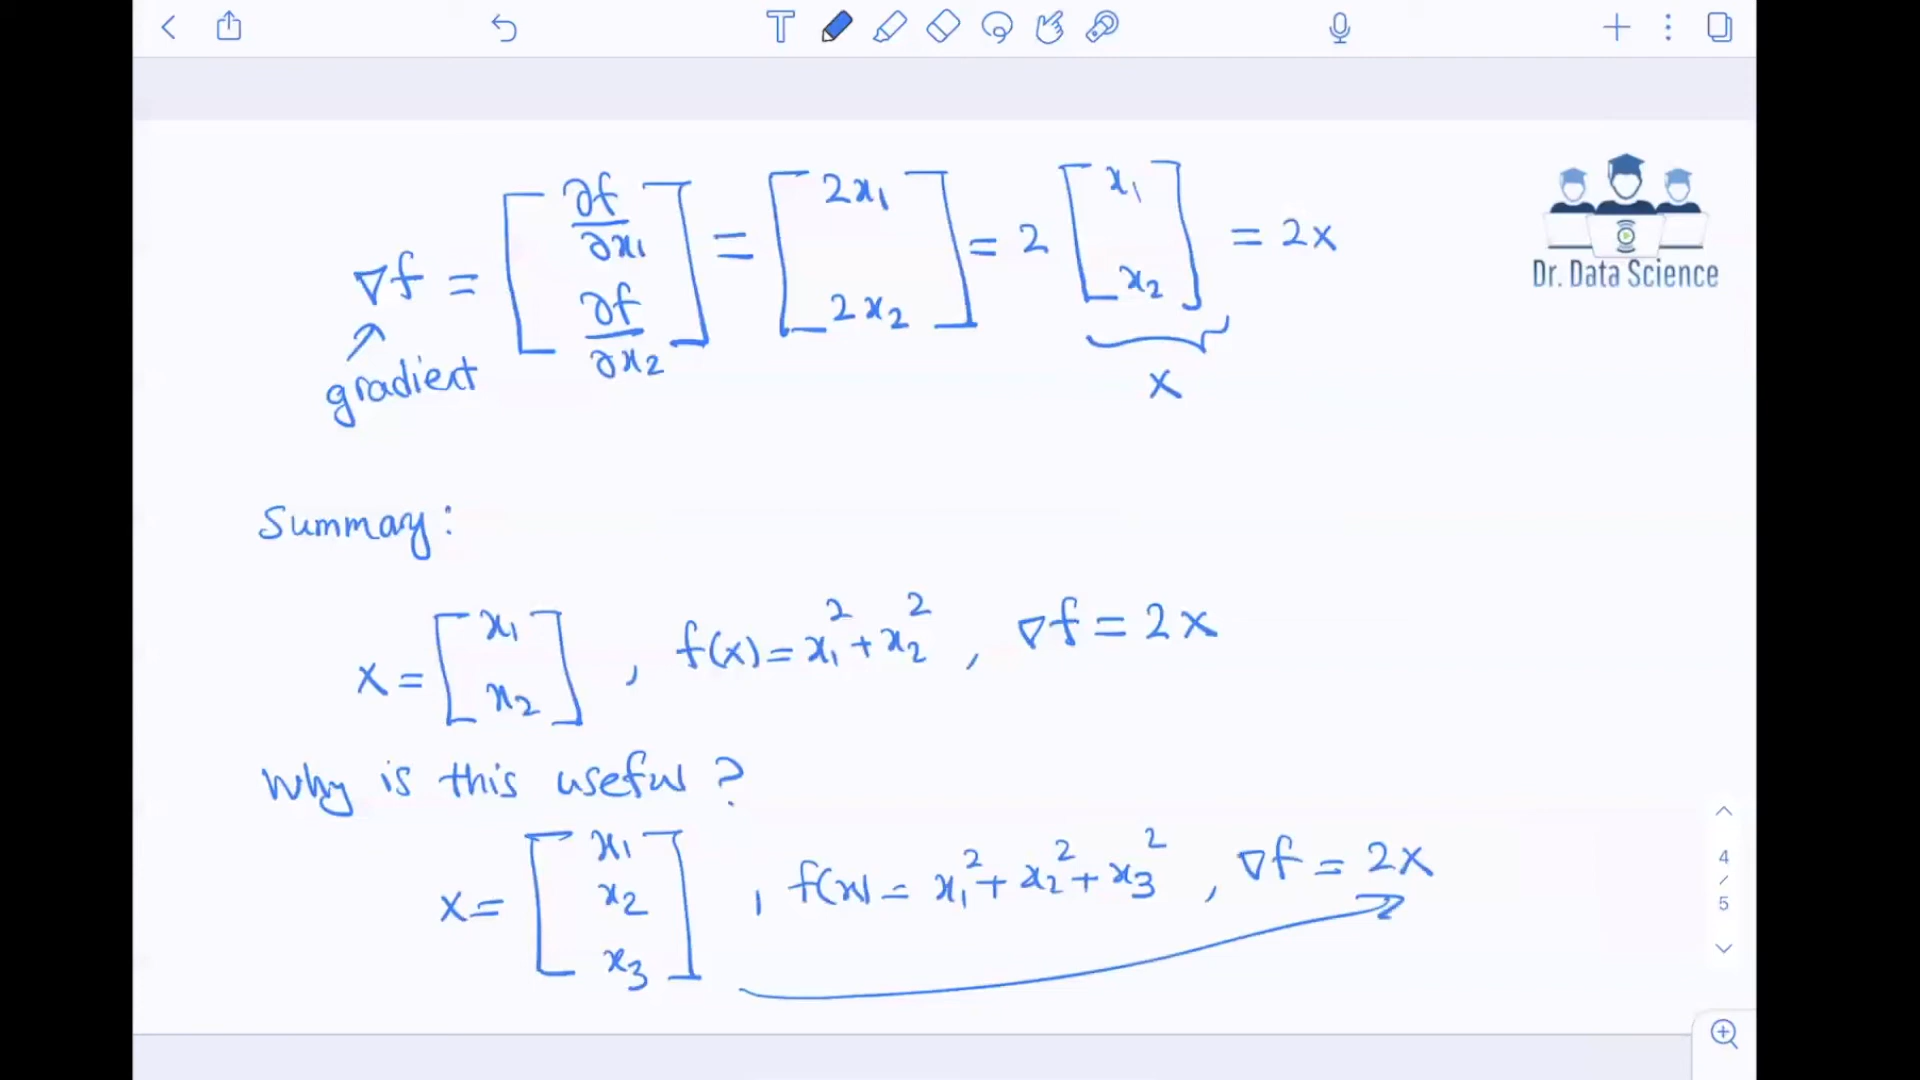 ∇f = [∂f/∂x₁ ∂f/∂x₂] = [2x₁ 2x₂] = 2 [x₁ x₂] = 2x
gradient
x
Dr. Data Science
Summary:
x = [x₁ x₂] , f(x) = x₁² + x₂² , ∇f = 2x
Why is this useful ?
x = [x₁ x₂ x₃] , f(x) = x₁² + x₂² + x₃² , ∇f = 2x
4
/
5